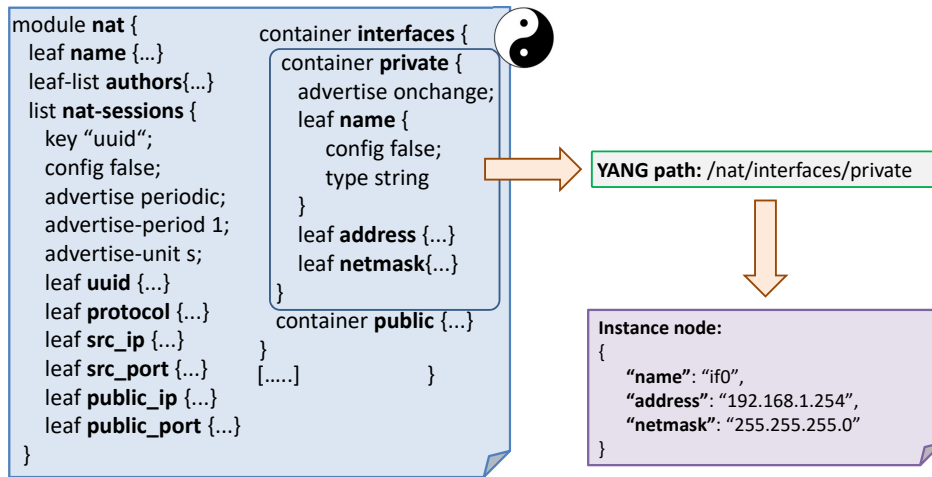 module nat {
leaf name {...}
leaf-list authors{...}
list nat-sessions {
key “uuid“;
config false;
advertise periodic;
advertise-period 1;
advertise-unit s;
leaf uuid {...}
leaf protocol {...}
leaf src_ip {...}
leaf src_port {...}
leaf public_ip {...}
leaf public_port {...}
}
container interfaces {
container private {
advertise onchange;
leaf name {
config false;
type string
}
leaf address {...}
leaf netmask{...}
}
container public {...}
}
[.....] }
YANG path: /nat/interfaces/private
Instance node:
{
“name”: “if0”,
“address”: “192.168.1.254”,
“netmask”: “255.255.255.0”
}